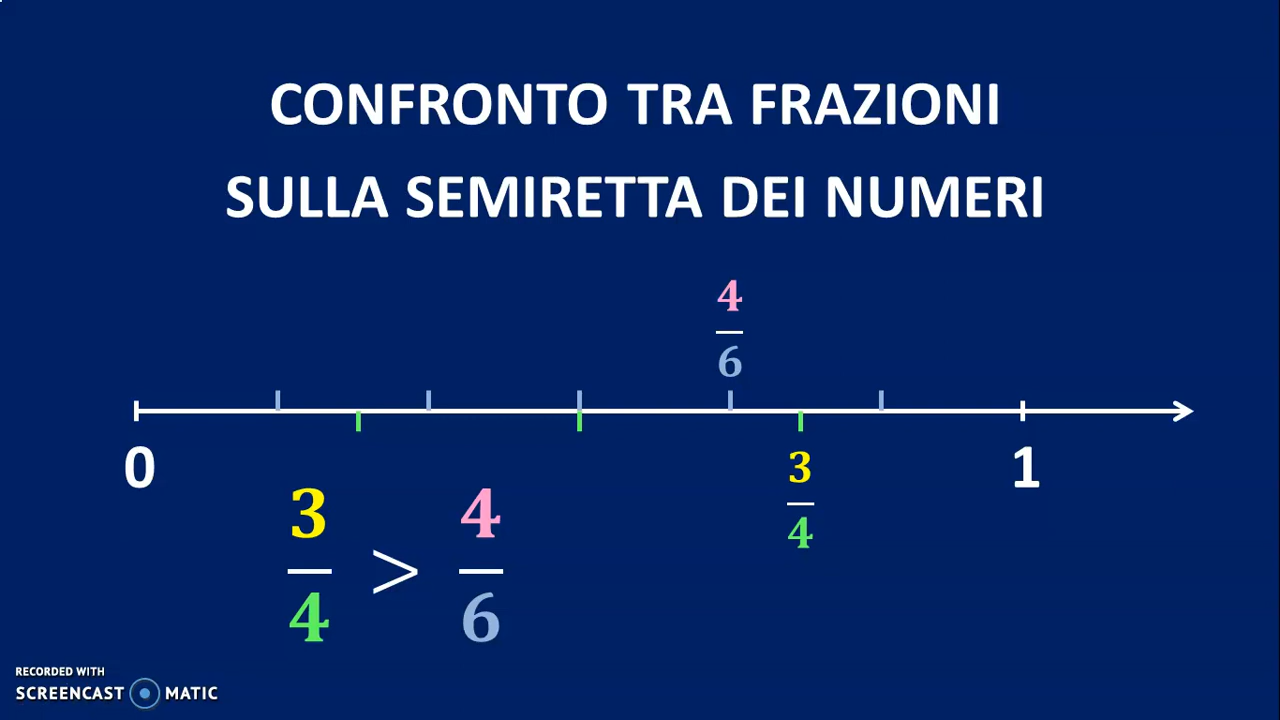 CONFRONTO TRA FRAZIONI
SULLA SEMIRETTA DEI NUMERI
4
6
0
1
3
4
3
4
>
4
6
RECORDED WITH
SCREENCAST MATIC